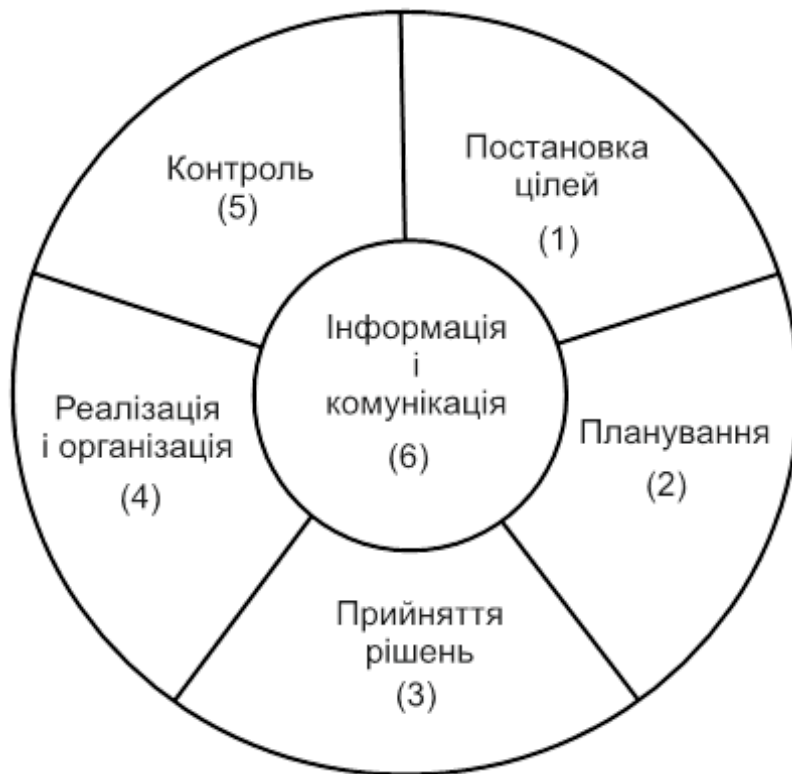 Постановка
цілей
(1)
Планування
(2)
Прийняття
рішень
(3)
Реалізація
і організація
(4)
Контроль
(5)
Інформація
і
комунікація
(6)